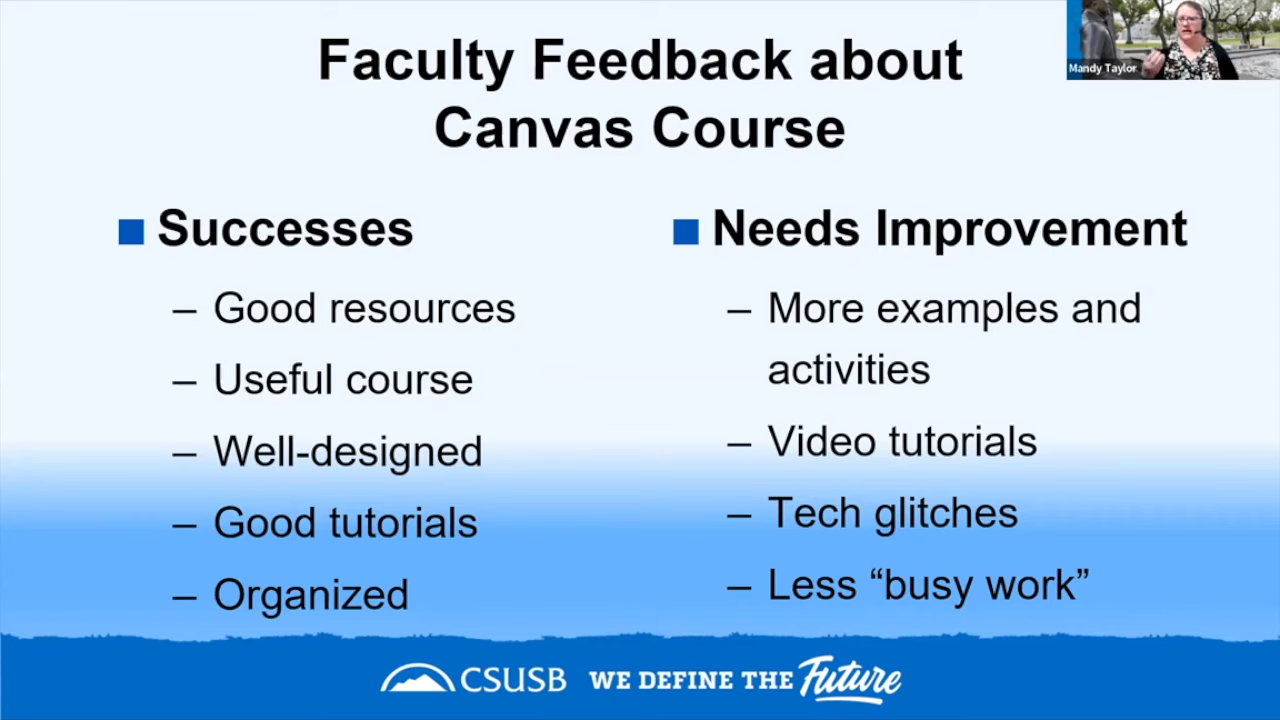 Faculty Feedback about
Canvas Course
Mandy Taylor
Successes
– Good resources
– Useful course
– Well-designed
– Good tutorials
– Organized
Needs Improvement
– More examples and
activities
– Video tutorials
– Tech glitches
– Less “busy work”
CSUSB WE DEFINE THE Future